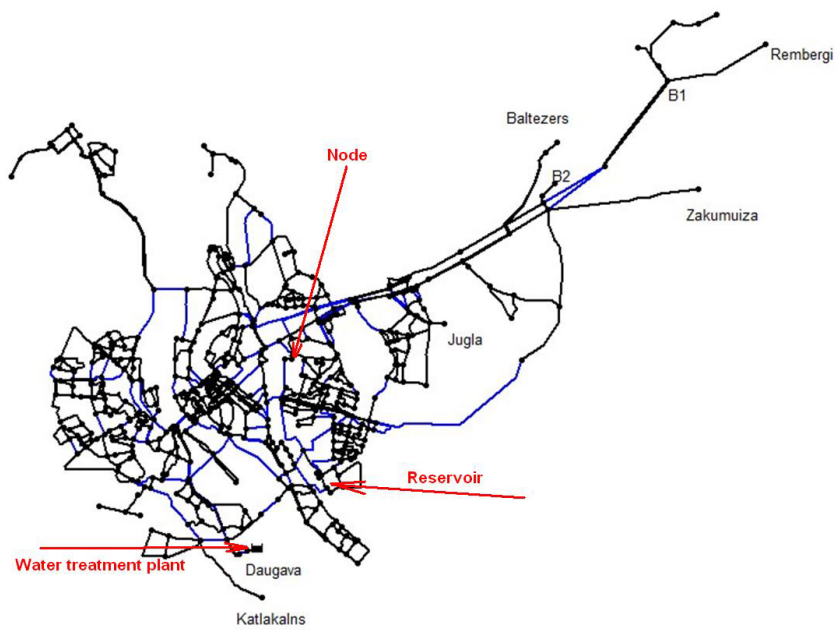 Rembergi
B1
Baltezers
Node
B2
Zakumuiza
Jugla
Reservoir
Water treatment plant
Daugava
Katlakalns